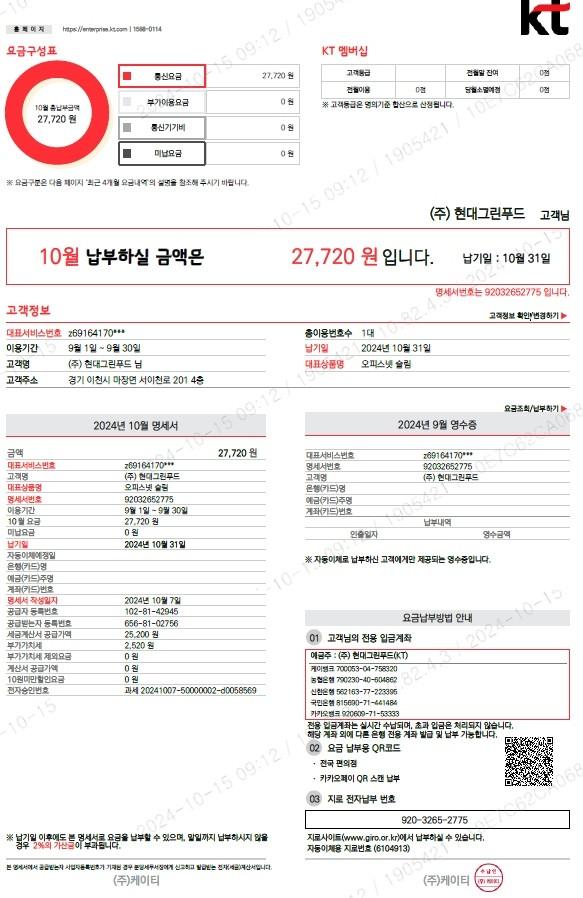 kt
홈 페 이 지 https://enterprise.kt.com | 1588-0114
요금구성표
10월 총납부금액
27,720 원
통신요금 27,720 원
부가이용요금 0 원
통신기기비 0 원
미납요금 0 원
※ 요금구분은 다음 페이지 '최근 4개월 요금내역'의 설명을 참조해 주시기 바랍니다.
KT 멤버십
고객등급 전월말 잔여 0점
전월이용 0점 당월소멸예정 0점
※ 고객등급은 명의기준 합산으로 산정됩니다.
(주) 현대그린푸드 고객님
10월 납부하실 금액은 27,720 원 입니다. 납기일 : 10월 31일
명세서번호는 92032652775 입니다.
고객정보
고객정보 확인/변경하기 ▶
대표서비스번호 z69164170***
이용기간 9월 1일 ~ 9월 30일
고객명 (주) 현대그린푸드 님
고객주소 경기 이천시 마장면 서이천로 201 4층
총이용번호수 1대
납기일 2024년 10월 31일
대표상품명 오피스넷 슬림
요금조회/납부하기 ▶
2024년 10월 명세서
금액 27,720 원
대표서비스번호 z69164170***
고객명 (주) 현대그린푸드
대표상품명 오피스넷 슬림
명세서번호 92032652775
이용기간 9월 1일 ~ 9월 30일
10월 요금 27,720 원
미납요금 0 원
납기일 2024년 10월 31일
자동이체예정일
은행(카드)명
예금(카드)주명
계좌(카드)번호
명세서 작성일자 2024년 10월 7일
공급자 등록번호 102-81-42945
공급받는자 등록번호 656-81-02756
세금계산서 공급가액 25,200 원
부가가치세 2,520 원
부가가치세 제외요금 0 원
계산서 공급가액 0 원
10원미만할인요금 0 원
전자승인번호 과세 20241007-50000002-d0058569
2024년 9월 영수증
대표서비스번호 z69164170***
명세서번호 92032652775
고객명 (주) 현대그린푸드
은행(카드)명
예금(카드)주명
계좌(카드)번호
납부내역
인출일자 영수금액
※ 자동이체로 납부하신 고객에게만 제공되는 영수증입니다.
요금납부방법 안내
01 고객님의 전용 입금계좌
예금주 : (주) 현대그린푸드(KT)
케이뱅크 700053-04-758320
농협은행 790230-40-604862
신한은행 562163-77-223395
국민은행 815690-71-441484
카카오뱅크 920609-71-53333
전용 입금계좌는 실시간 수납되며, 초과 입금은 처리되지 않습니다.
해당 계좌 외에 다른 은행 전용 계좌 발급 및 납부 가능합니다.
02 요금 납부용 QR코드
· 전국 편의점
· 카카오페이 QR 스캔 납부
03 지로 전자납부 번호
920-3265-2775
지로사이트(www.giro.or.kr)에서 납부하실 수 있습니다.
자동이체용 지로번호 (6104913)
※ 납기일 이후에도 본 명세서로 요금을 납부할 수 있으며, 말일까지 납부하시지 않을
경우 2%의 가산금이 부과됩니다.
본 명세서에서 공급받는자 사업자등록번호가 기재된 경우 분당세무서장에게 신고하고 발급받는 전자(세금)계산서입니다.
(주)케이티
(주)케이티
수납인
(주) 케이티